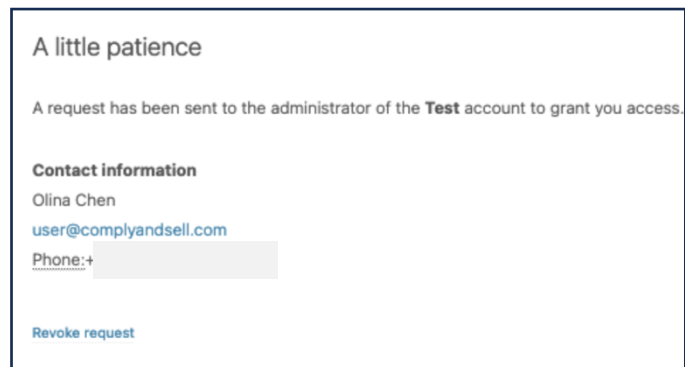 A little patience
A request has been sent to the administrator of the Test account to grant you access.
Contact information
Olina Chen
user@complyandsell.com
Phone:+
Revoke request